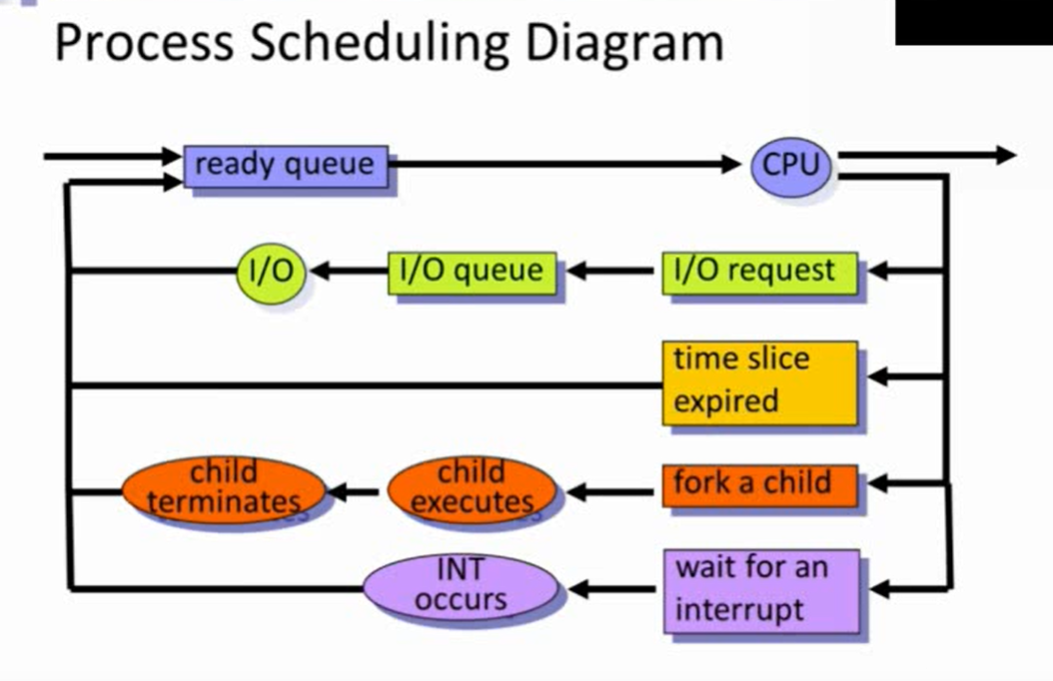 Process Scheduling Diagram
ready queue
CPU
I/O
I/O queue
I/O request
time slice
expired
child
terminates
child
executes
fork a child
INT
occurs
wait for an
interrupt